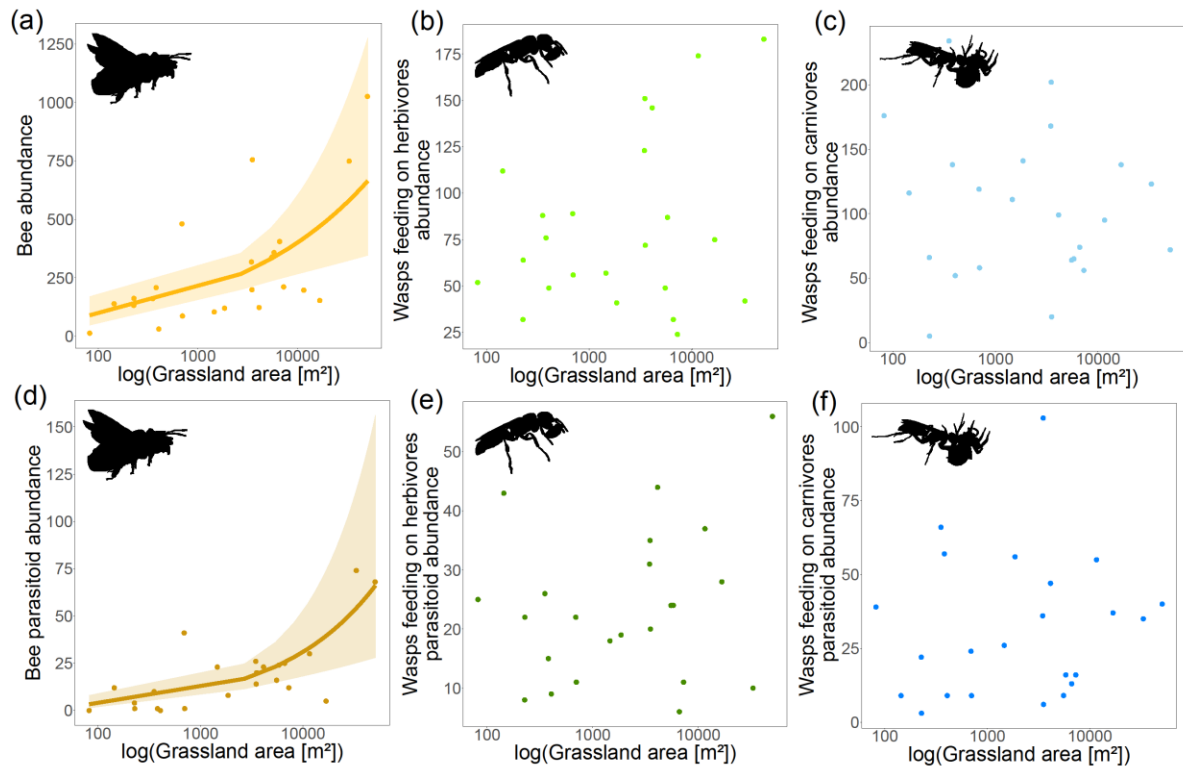 (a)
1250
1000
750
500
250
0
Bee abundance
100
1000
10000
log(Grassland area [m²])
(b)
175
150
125
100
75
50
25
Wasps feeding on herbivores
abundance
100
1000
10000
log(Grassland area [m²])
(c)
200
150
100
50
0
Wasps feeding on carnivores
abundance
100
1000
10000
log(Grassland area [m²])
(d)
150
125
100
75
50
25
0
Bee parasitoid abundance
100
1000
10000
log(Grassland area [m²])
(e)
50
40
30
20
10
Wasps feeding on herbivores
parasitoid abundance
100
1000
10000
log(Grassland area [m²])
(f)
100
75
50
25
0
Wasps feeding on carnivores
parasitoid abundance
100
1000
10000
log(Grassland area [m²])